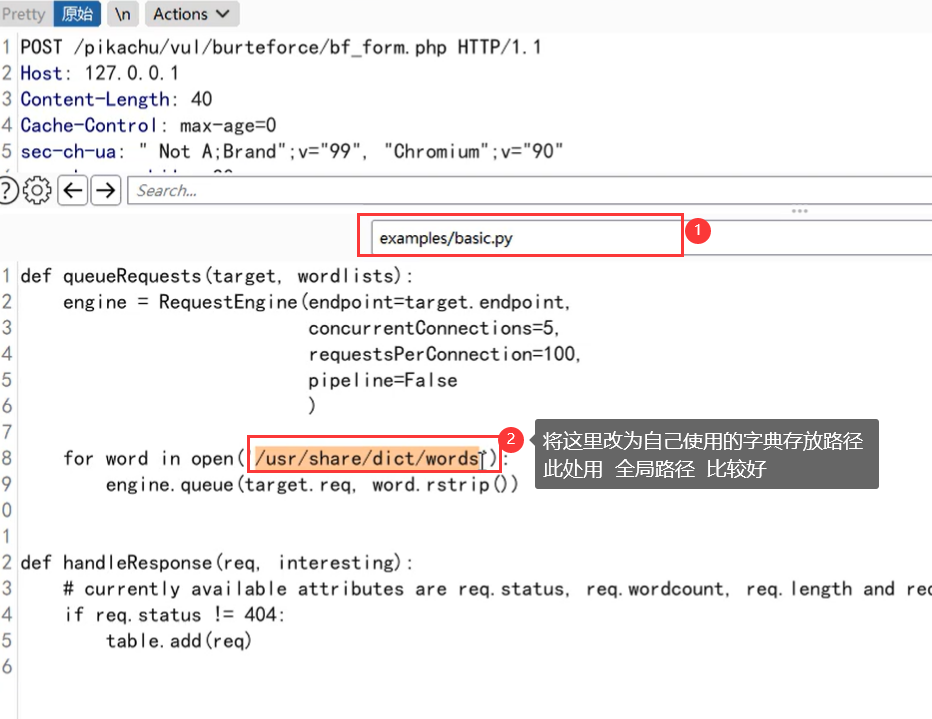 Pretty 原始 \n Actions
1 POST /pikachu/vul/burteforce/bf_form.php HTTP/1.1
2 Host: 127.0.0.1
3 Content-Length: 40
4 Cache-Control: max-age=0
5 sec-ch-ua: " Not A;Brand";v="99", "Chromium";v="90"
? Search...
examples/basic.py 1
1 def queueRequests(target, wordlists):
2 engine = RequestEngine(endpoint=target.endpoint,
3 concurrentConnections=5,
4 requestsPerConnection=100,
5 pipeline=False
6 )
7
8 for word in open('/usr/share/dict/words'):
9 engine.queue(target.req, word.rstrip())
0
1
2 def handleResponse(req, interesting):
3 # currently available attributes are req.status, req.wordcount, req.length and
4 if req.status != 404:
5 table.add(req)
6
2
将这里改为自己使用的字典存放路径
此处用 全局路径 比较好